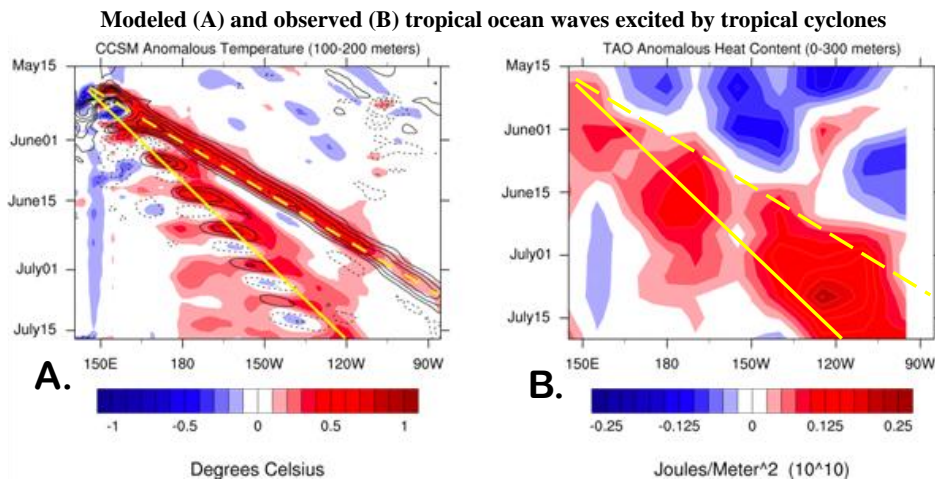 Modeled (A) and observed (B) tropical ocean waves excited by tropical cyclones
CCSM Anomalous Temperature (100-200 meters)
May15
June01
June15
July01
July15
150E 180 150W 120W 90W
A.
-1 -0.5 0 0.5 1
Degrees Celsius
TAO Anomalous Heat Content (0-300 meters)
May15
June01
June15
July01
July15
150E 180 150W 120W 90W
B.
-0.25 -0.125 0 0.125 0.25
Joules/Meter^2 (10^10)